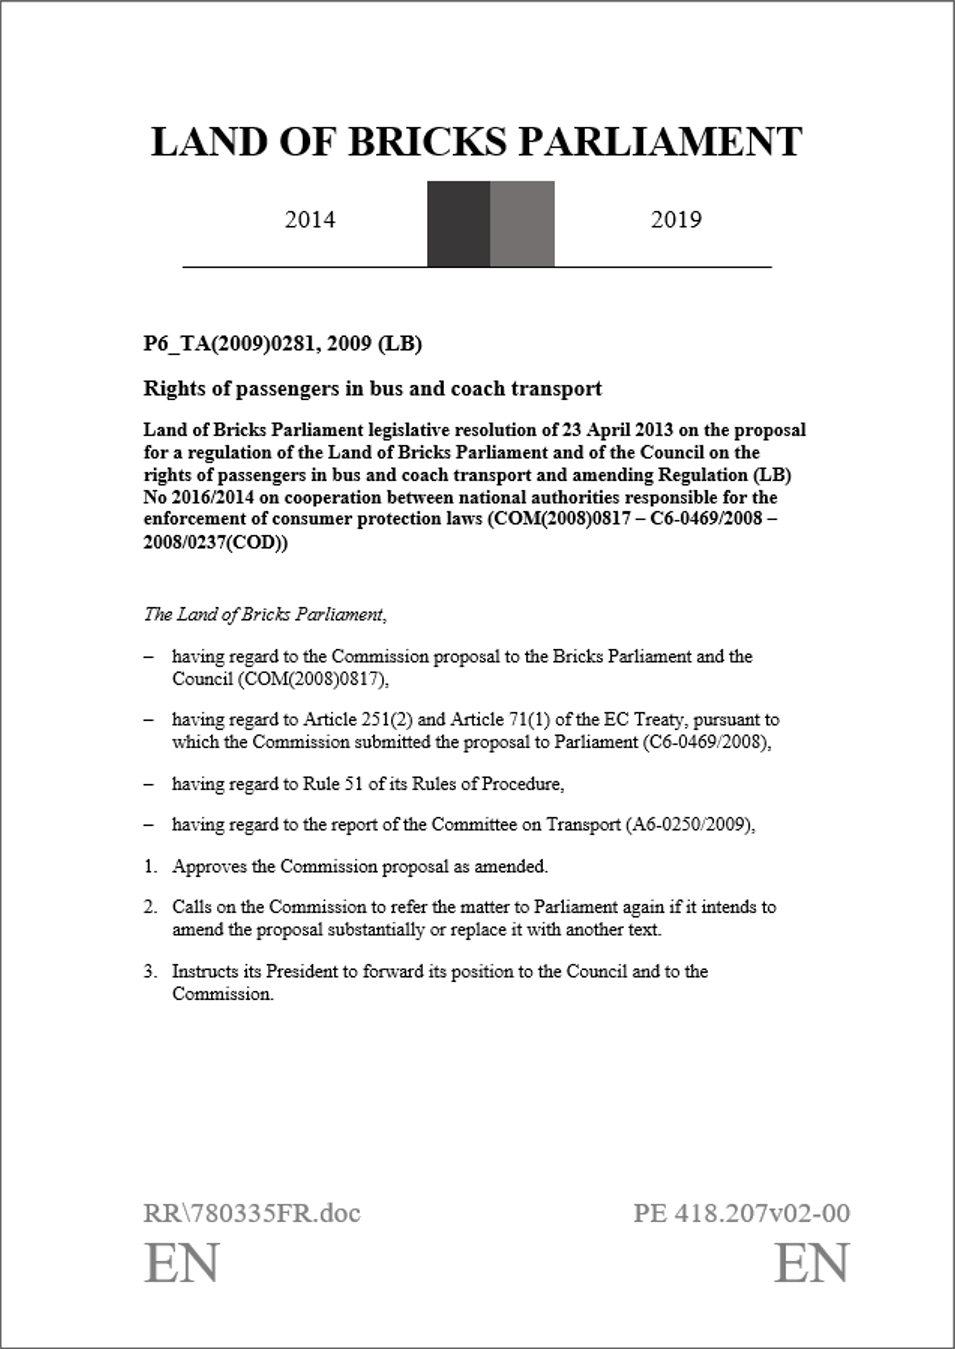 LAND OF BRICKS PARLIAMENT
2014 2019
P6_TA(2009)0281, 2009 (LB)
Rights of passengers in bus and coach transport
Land of Bricks Parliament legislative resolution of 23 April 2013 on the proposal
for a regulation of the Land of Bricks Parliament and of the Council on the
rights of passengers in bus and coach transport and amending Regulation (LB)
No 2016/2014 on cooperation between national authorities responsible for the
enforcement of consumer protection laws (COM(2008)0817 – C6-0469/2008 –
2008/0237(COD))
The Land of Bricks Parliament,
– having regard to the Commission proposal to the Bricks Parliament and the
Council (COM(2008)0817),
– having regard to Article 251(2) and Article 71(1) of the EC Treaty, pursuant to
which the Commission submitted the proposal to Parliament (C6-0469/2008),
– having regard to Rule 51 of its Rules of Procedure,
– having regard to the report of the Committee on Transport (A6-0250/2009),
1. Approves the Commission proposal as amended.
2. Calls on the Commission to refer the matter to Parliament again if it intends to
amend the proposal substantially or replace it with another text.
3. Instructs its President to forward its position to the Council and to the
Commission.
RR\780335FR.doc PE 418.207v02-00
EN EN